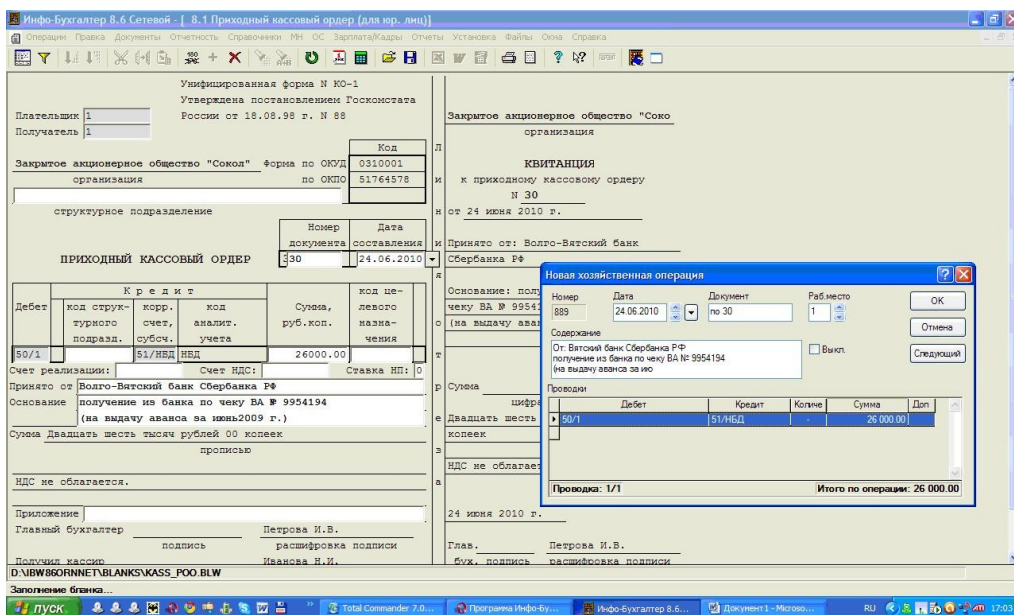 Инфо-Бухгалтер 8.6 Сетевой - [ 8.1 Приходный кассовый ордер (для юр. лиц)]
Операции Правка Документы Отчетность Справочники МН ОС Зарплата/Кадры Отчеты Установка Файлы Окна Справка
Унифицированная форма N КО-1
Утверждена постановлением Госкомстата
Плательщик 1 России от 18.08.98 г. N 88
Получатель 1
Код
Закрытое акционерное общество "Сокол" Форма по ОКУД 0310001
организация по ОКПО 51764578
структурное подразделение
Номер Дата
документа составления
ПРИХОДНЫЙ КАССОВЫЙ ОРДЕР 30 24.06.2010
К р е д и т код це-
Дебет код струк- корр. код Сумма, левого
турного счет, аналит. руб.коп. назна-
подразд. субсч. учета чения
50/1 51/НБД НБД 26000.00
Счет реализации: Счет НДС: Ставка НП: 0
Принято от Волго-Вятский банк Сбербанка РФ
Основание получение из банка по чеку ВА № 9954194
(на выдачу аванса за июнь2009 г.)
Сумма Двадцать шесть тысяч рублей 00 копеек
прописью
НДС не облагается.
Приложение
Главный бухгалтер Петрова И.В.
подпись расшифровка подписи
Получил кассир Иванова Н.И.
Л
и
н
и
я
о
т
р
е
з
а
Закрытое акционерное общество "Соко
организация
КВИТАНЦИЯ
к приходному кассовому ордеру
N 30
от 24 июня 2010 г.
Принято от: Волго-Вятский банк
Сбербанка РФ
Основание: полу
чеку ВА № 9954
(на выдачу аван
Сумма
цифра
Двадцать шесть
копеек
НДС не облагает
24 июня 2010 г.
Глав. Петрова И.В.
бух. подпись расшифровка подписи
Новая хозяйственная операция
Номер Дата Документ Раб.место
889 24.06.2010 по 30 1
OK
Отмена
Следующий
Содержание
От: Вятский банк Сбербанка РФ
получение из банка по чеку ВА № 9954194
(на выдачу аванса за ию
Выкл.
Проводки
Дебет Кредит Количе Сумма Доп
50/1 51/НБД - 26 000.00
Проводка: 1/1 Итого по операции: 26 000.00
D:\IBW86ORNNET\BLANKS\KASS_POO.BLW
Заполнение бланка...
пуск Total Commander 7.0... Программа Инфо-Бу... Инфо-Бухгалтер 8.6... Документ1 - Microso... RU 17:03